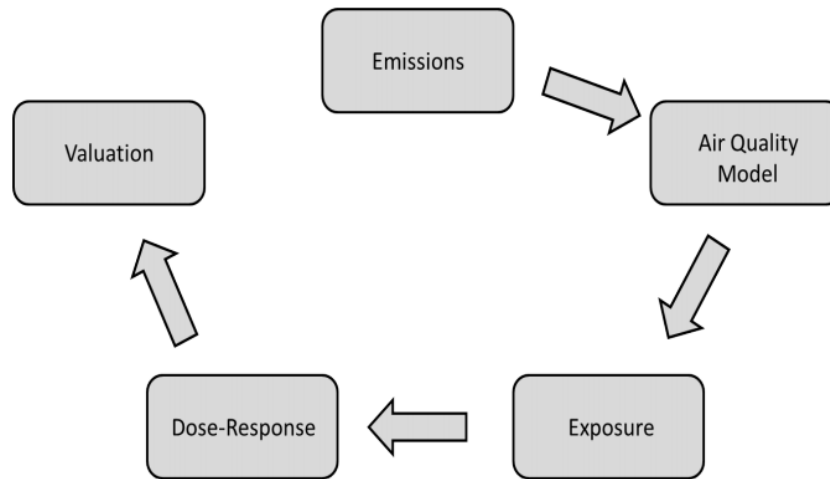 Emissions
Air Quality
Model
Exposure
Dose-Response
Valuation